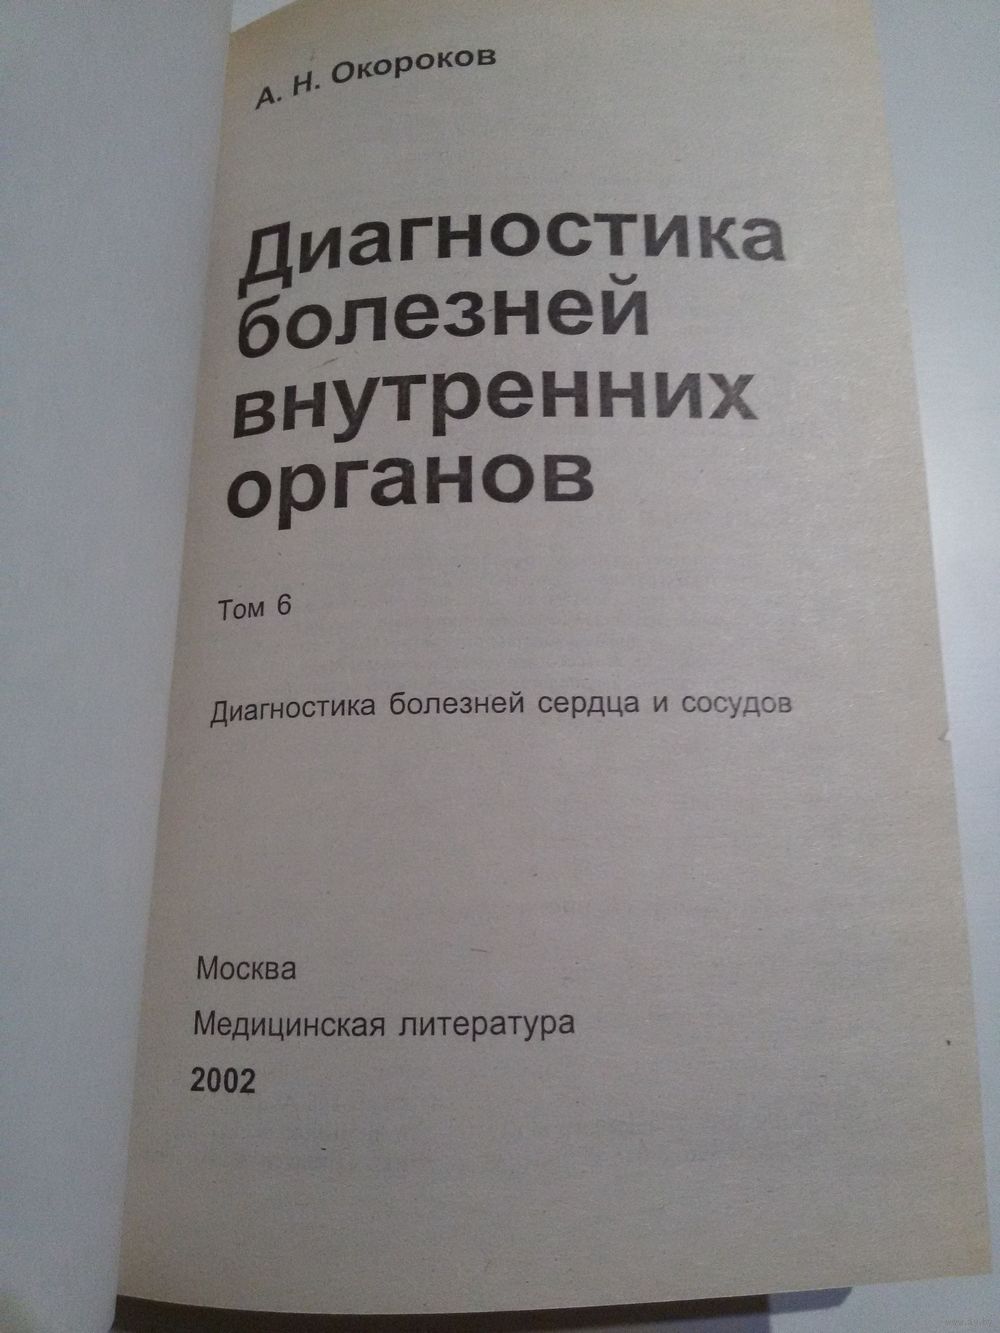 А. Н. Окороков
Диагностика
болезней
внутренних
органов
Том 6
Диагностика болезней сердца и сосудов
Москва
Медицинская литература
2002